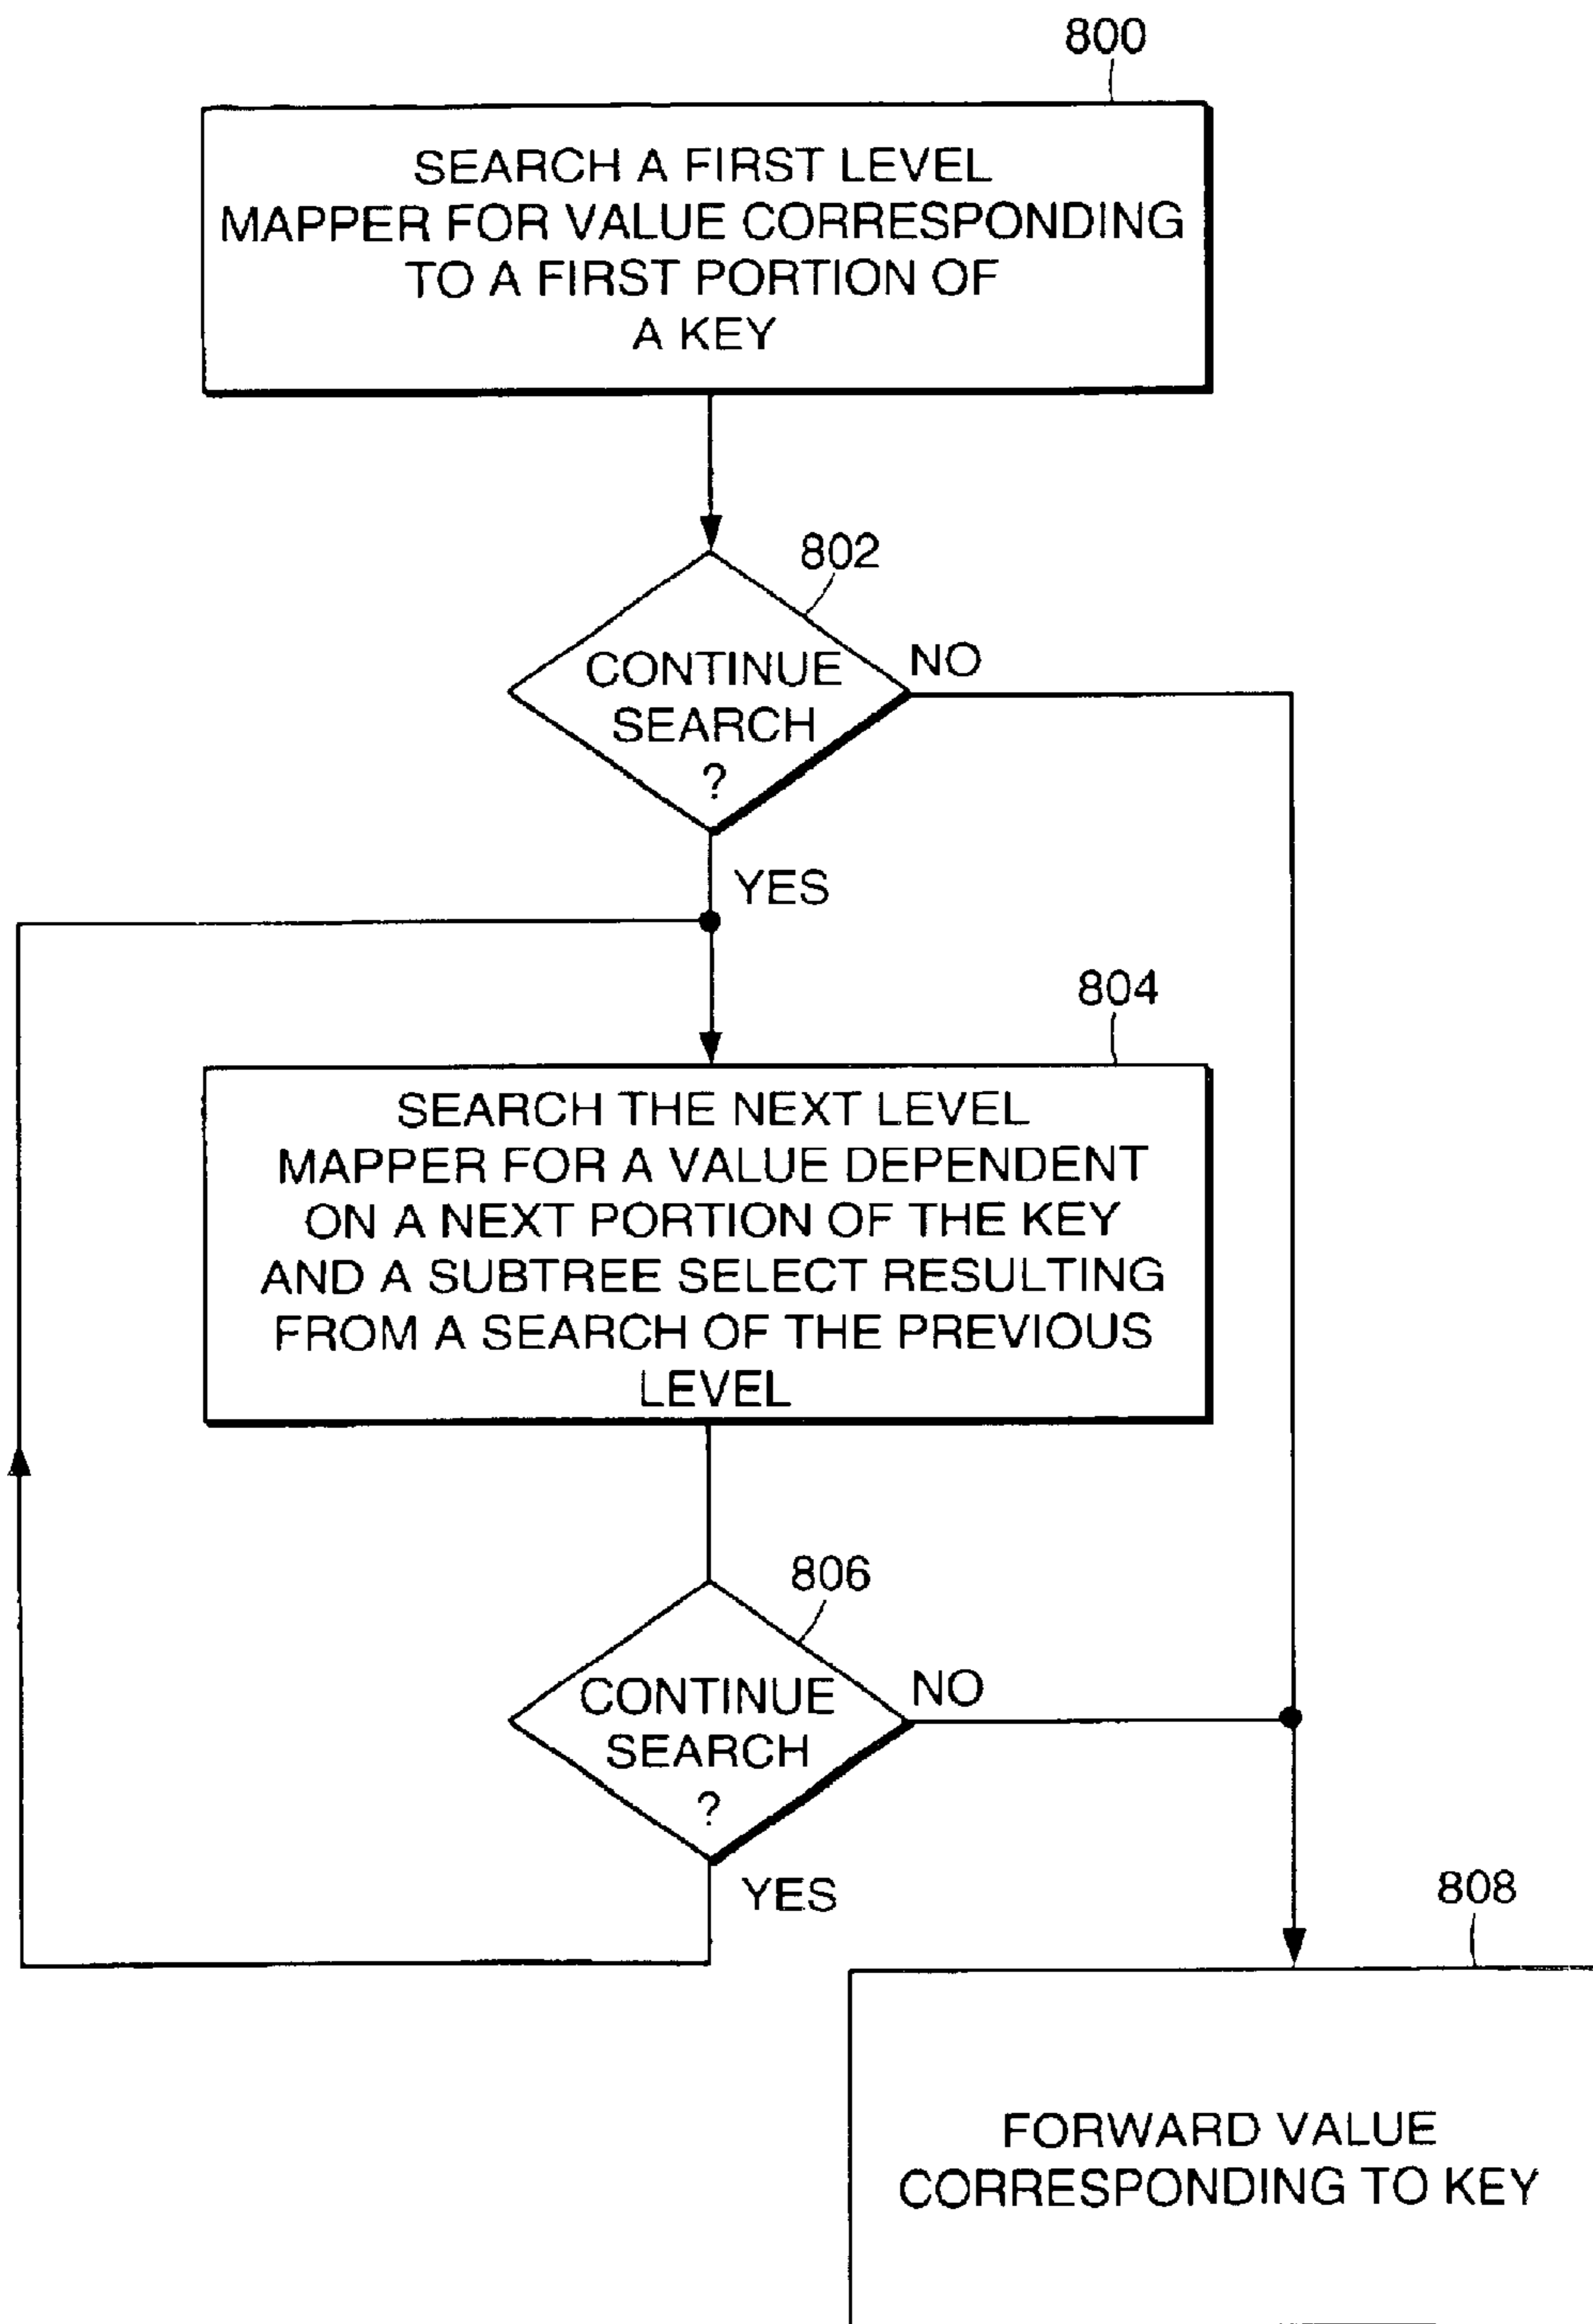 800
SEARCH A FIRST LEVEL
MAPPER FOR VALUE CORRESPONDING
TO A FIRST PORTION OF
A KEY
802
CONTINUE
SEARCH
?
NO
YES
804
SEARCH THE NEXT LEVEL
MAPPER FOR A VALUE DEPENDENT
ON A NEXT PORTION OF THE KEY
AND A SUBTREE SELECT RESULTING
FROM A SEARCH OF THE PREVIOUS
LEVEL
806
CONTINUE
SEARCH
?
NO
YES
808
FORWARD VALUE
CORRESPONDING TO KEY